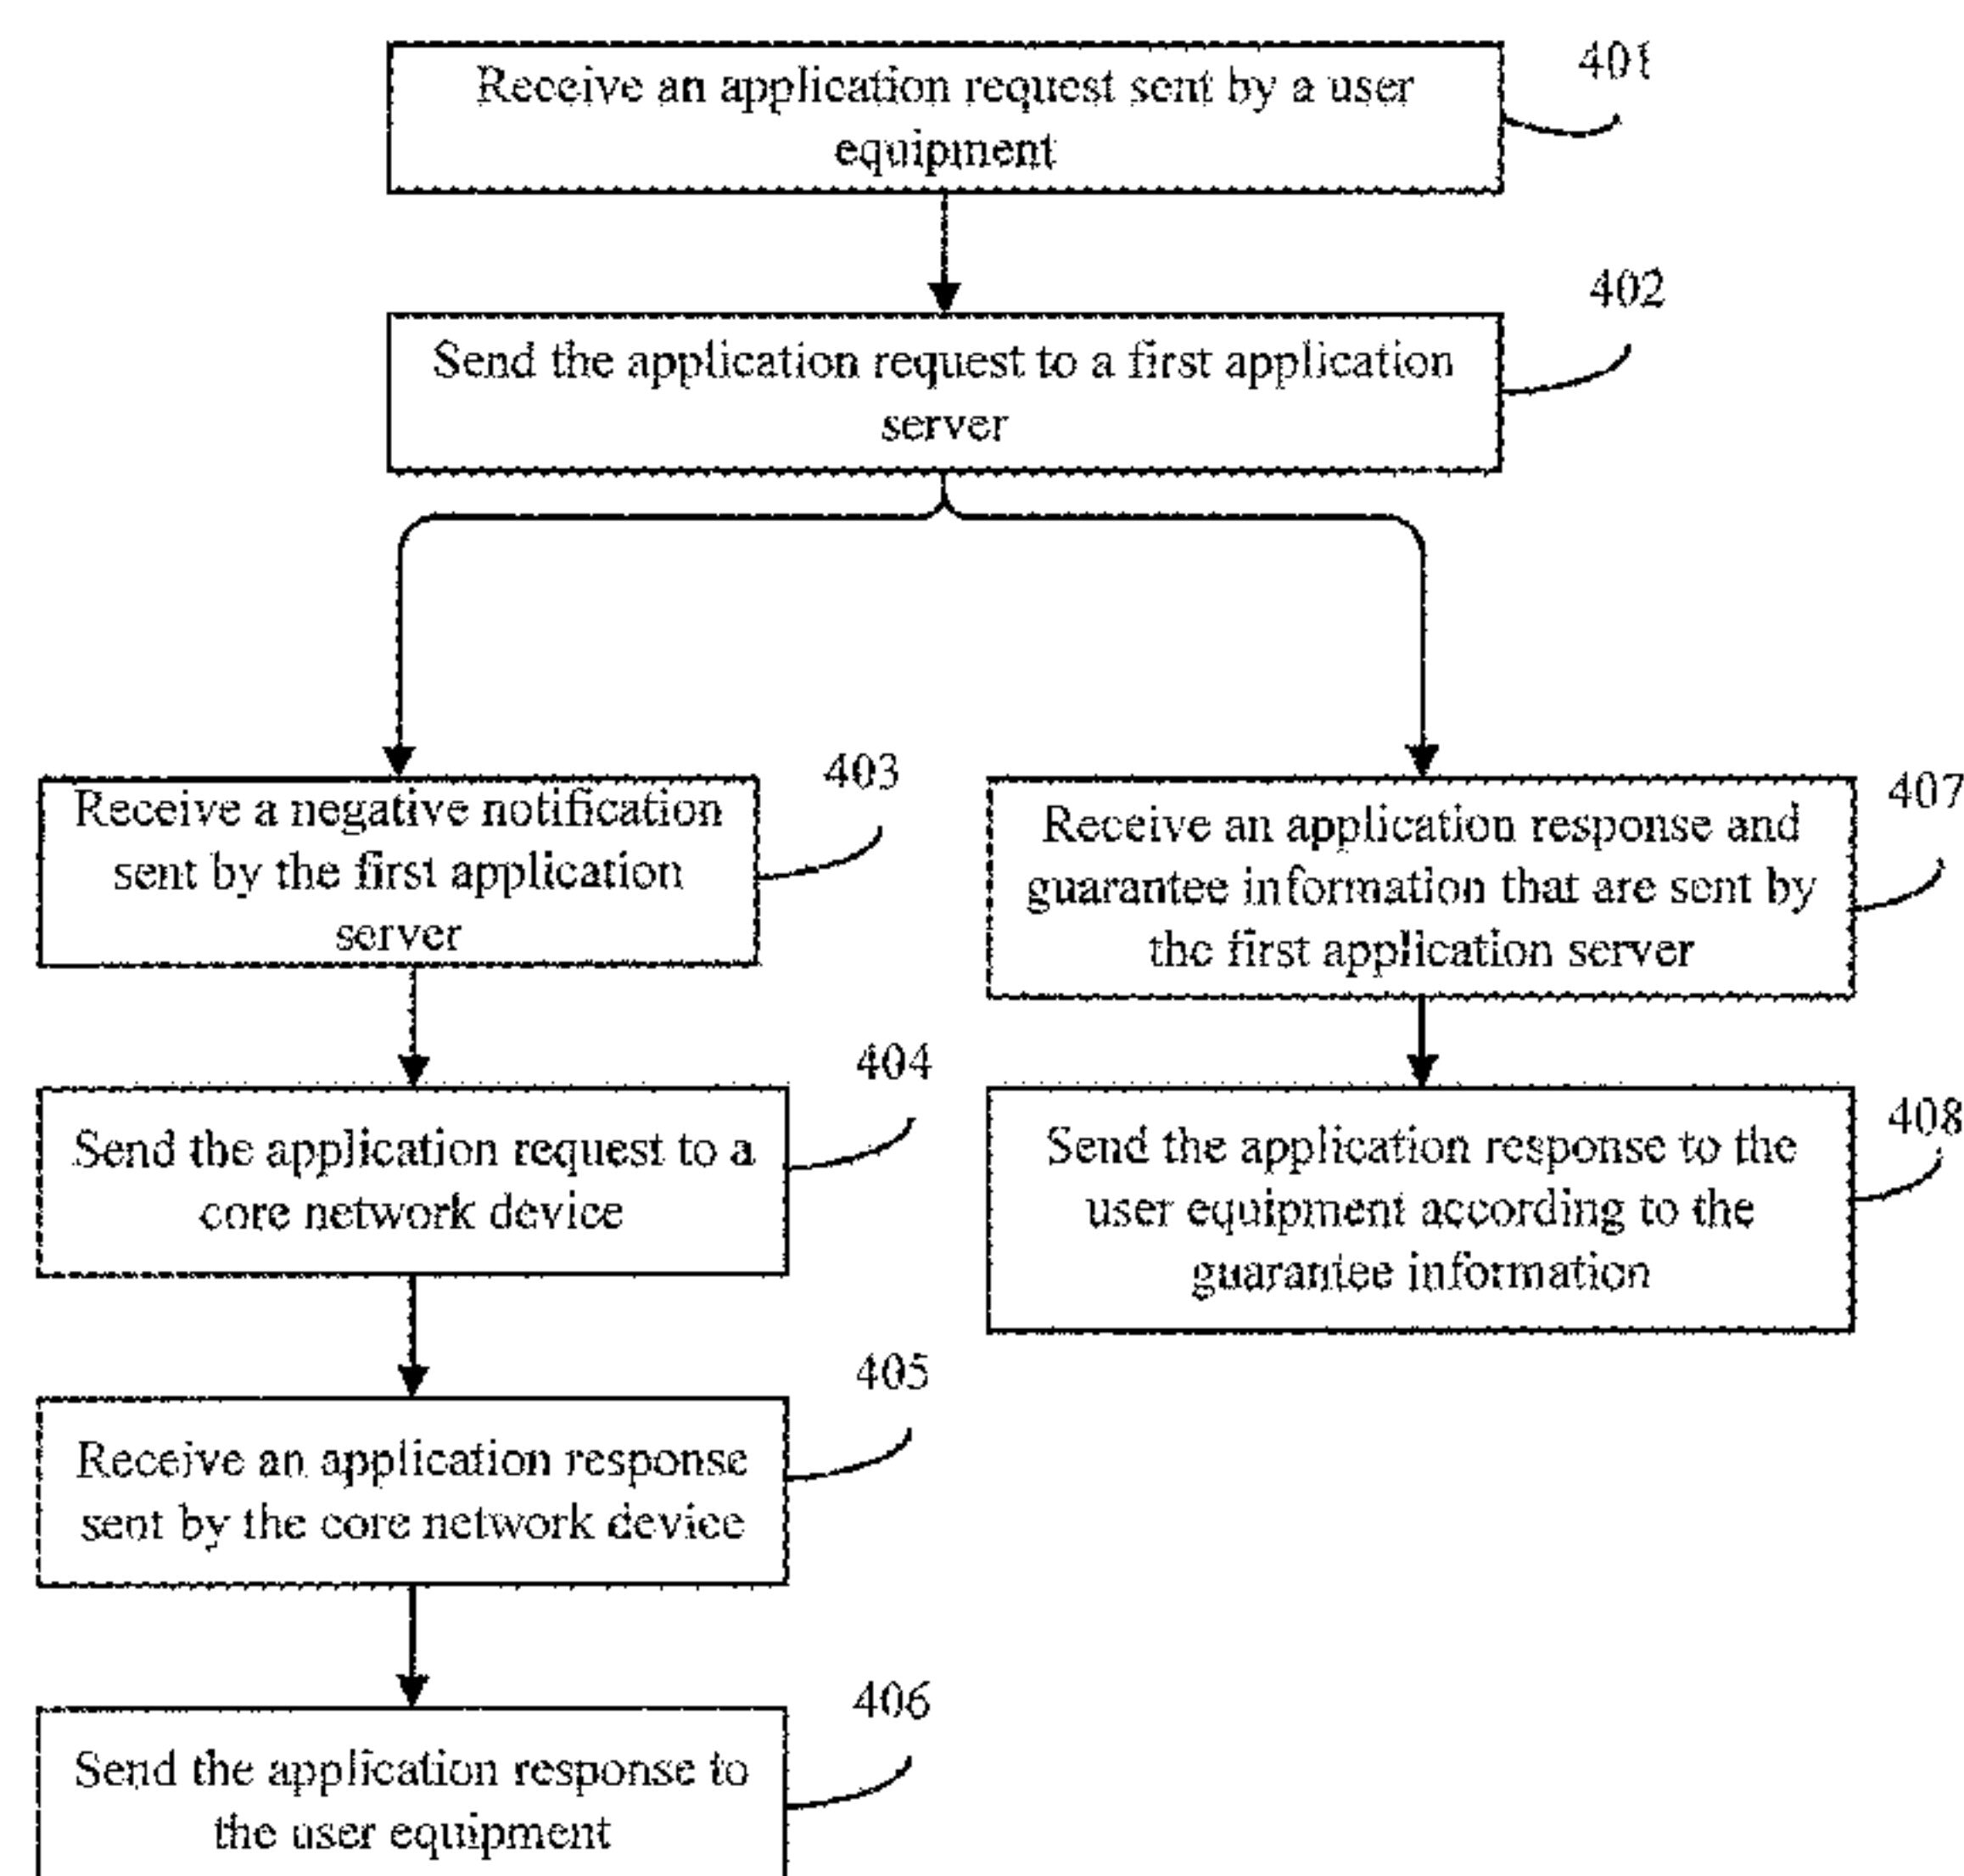 401
Receive an application request sent by a user
equipment
402
Send the application request to a first application
server
403
Receive a negative notification
sent by the first application
server
407
Receive an application response and
guarantee information that are sent by
the first application server
404
Send the application request to a
core network device
408
Send the application response to the
user equipment according to the
guarantee information
405
Receive an application response
sent by the core network device
406
Send the application response to
the user equipment